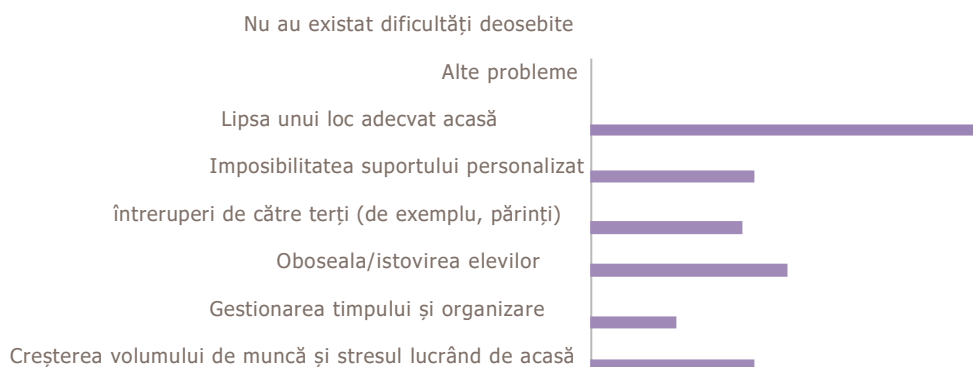 Nu au existat dificultăți deosebite
Alte probleme
Lipsa unui loc adecvat acasă
Imposibilitatea suportului personalizat
întreruperi de către terți (de exemplu, părinți)
Oboseala/istovirea elevilor
Gestionarea timpului și organizare
Creșterea volumului de muncă și stresul lucrând de acasă